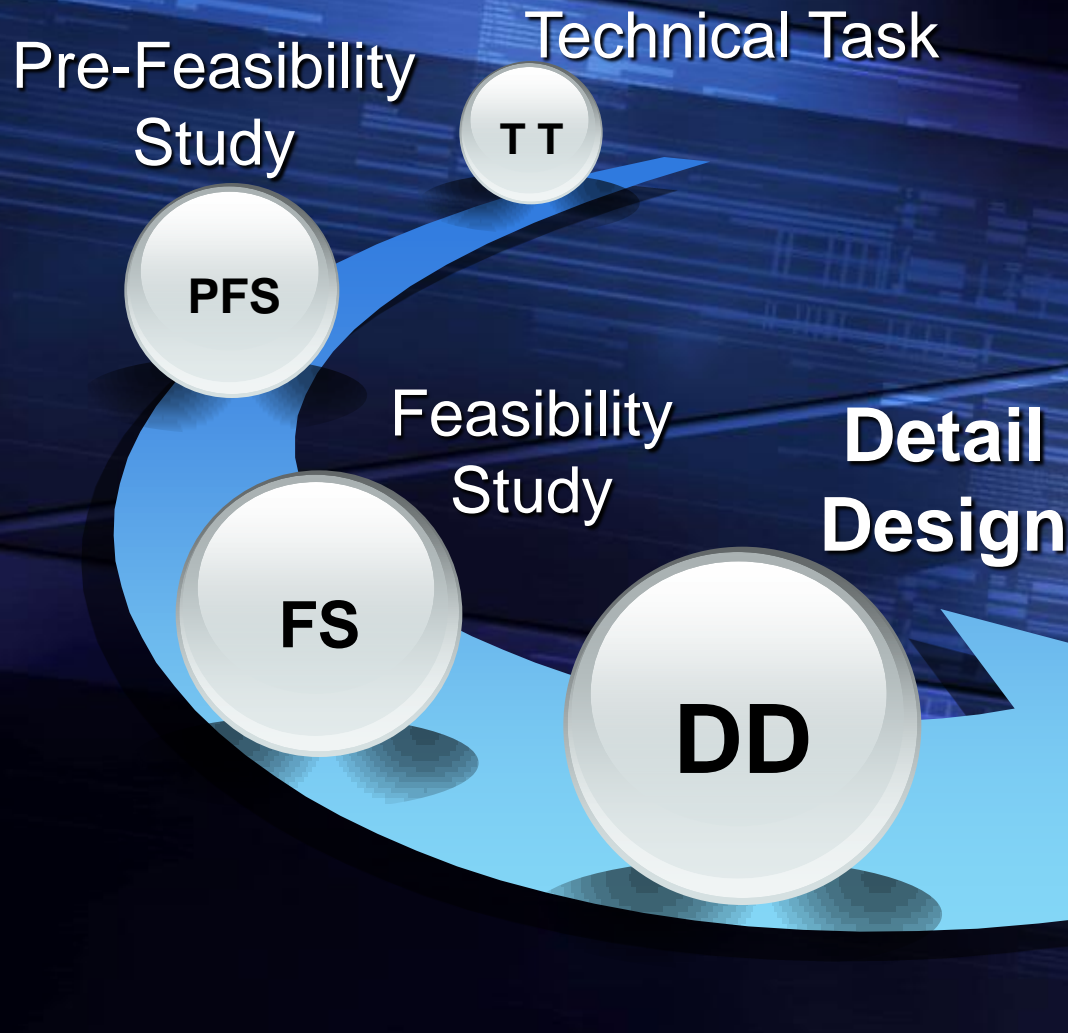 Technical Task
T T
Pre-Feasibility
Study
PFS
Feasibility
Study
FS
Detail
Design
DD